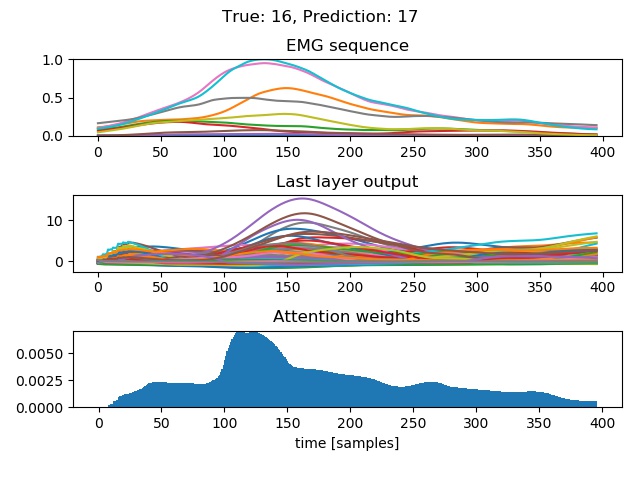 True: 16, Prediction: 17
EMG sequence
1.0
0.5
0.0
0 50 100 150 200 250 300 350 400
Last layer output
10
0
0 50 100 150 200 250 300 350 400
Attention weights
0.0050
0.0025
0.0000
0 50 100 150 200 250 300 350 400
time [samples]